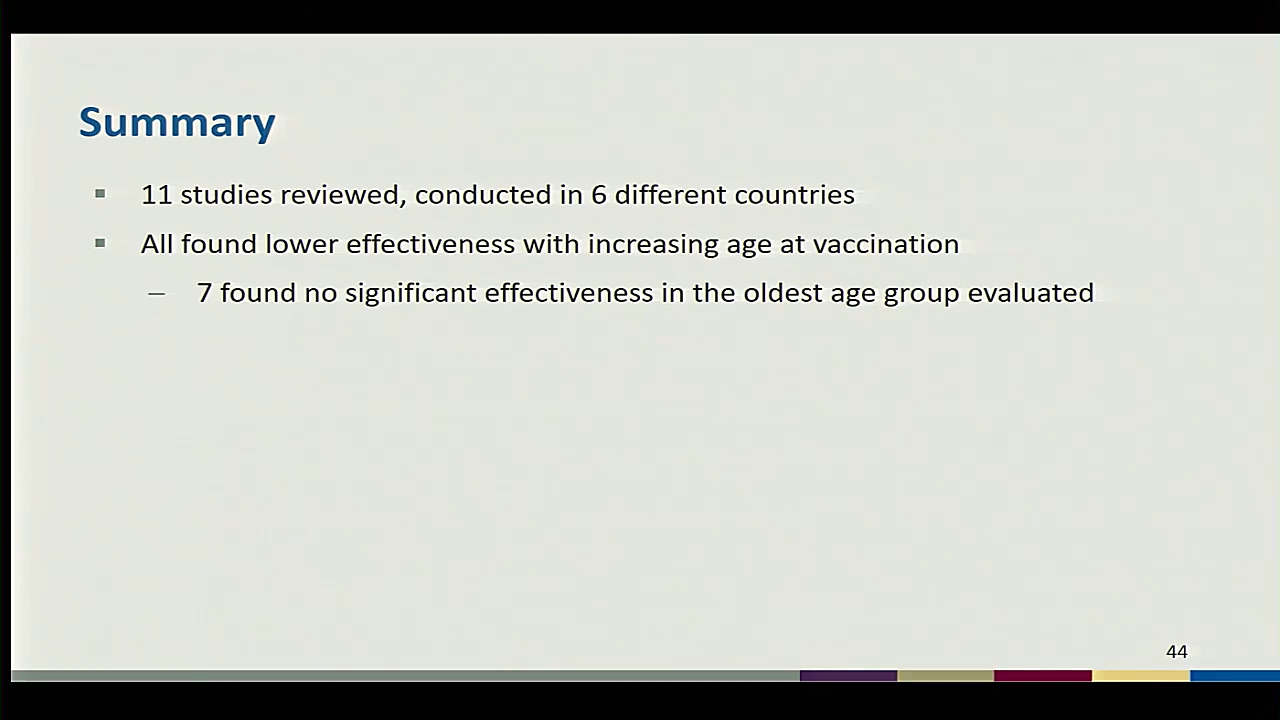 Summary
11 studies reviewed, conducted in 6 different countries
All found lower effectiveness with increasing age at vaccination
– 7 found no significant effectiveness in the oldest age group evaluated
44